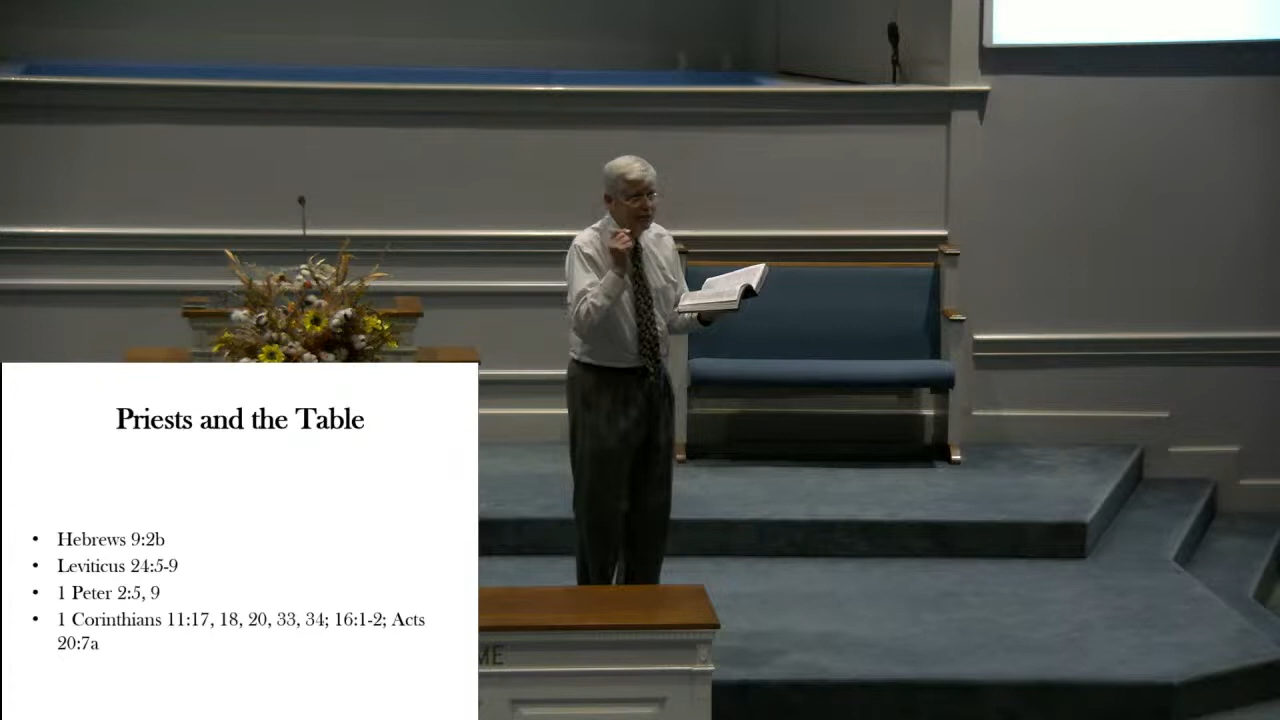 Priests and the Table
• Hebrews 9:2b
• Leviticus 24:5-9
• 1 Peter 2:5, 9
• 1 Corinthians 11:17, 18, 20, 33, 34; 16:1-2; Acts
20:7a
ME